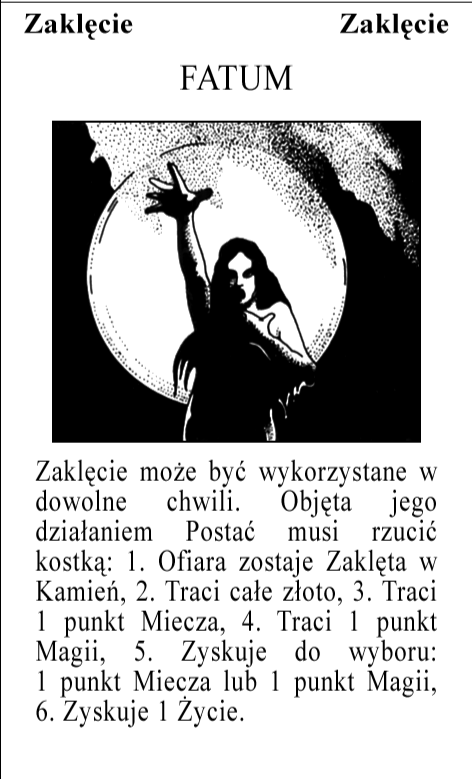 Zaklęcie Zaklęcie
FATUM
Zaklęcie może być wykorzystane w
dowolne chwili. Objęta jego
działaniem Postać musi rzucić
kostką: 1. Ofiara zostaje Zaklęta w
Kamień, 2. Traci całe złoto, 3. Traci
1 punkt Miecza, 4. Traci 1 punkt
Magii, 5. Zyskuje do wyboru:
1 punkt Miecza lub 1 punkt Magii,
6. Zyskuje 1 Życie.